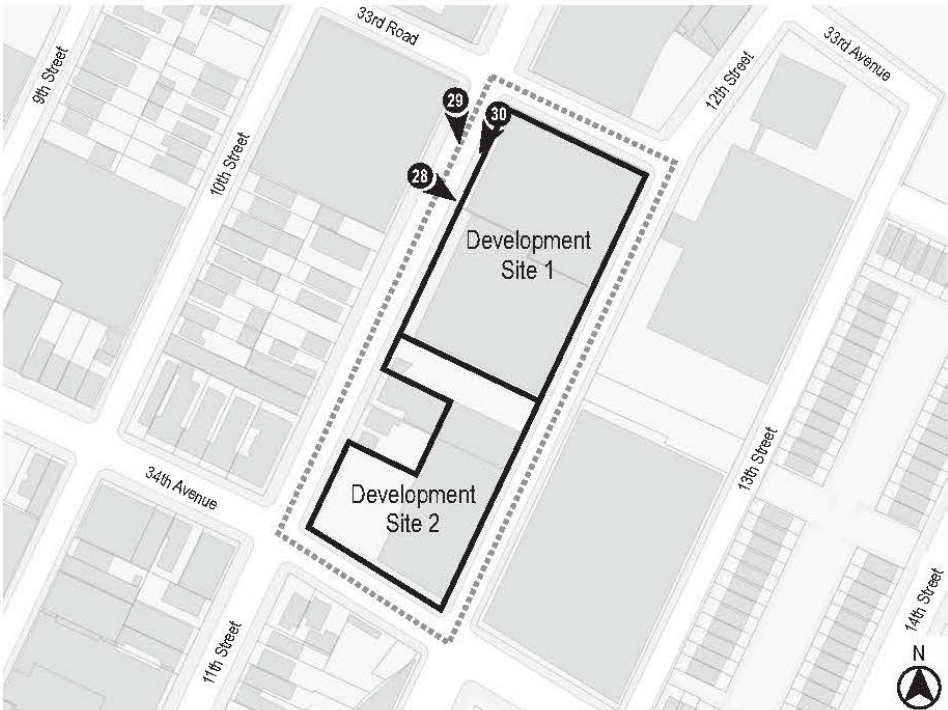 33rd Road
33rd Avenue
9th Street
12th Street
29
30
10th Street
28
Development
Site 1
13th Street
34th Avenue
Development
Site 2
14th Street
11th Street
N